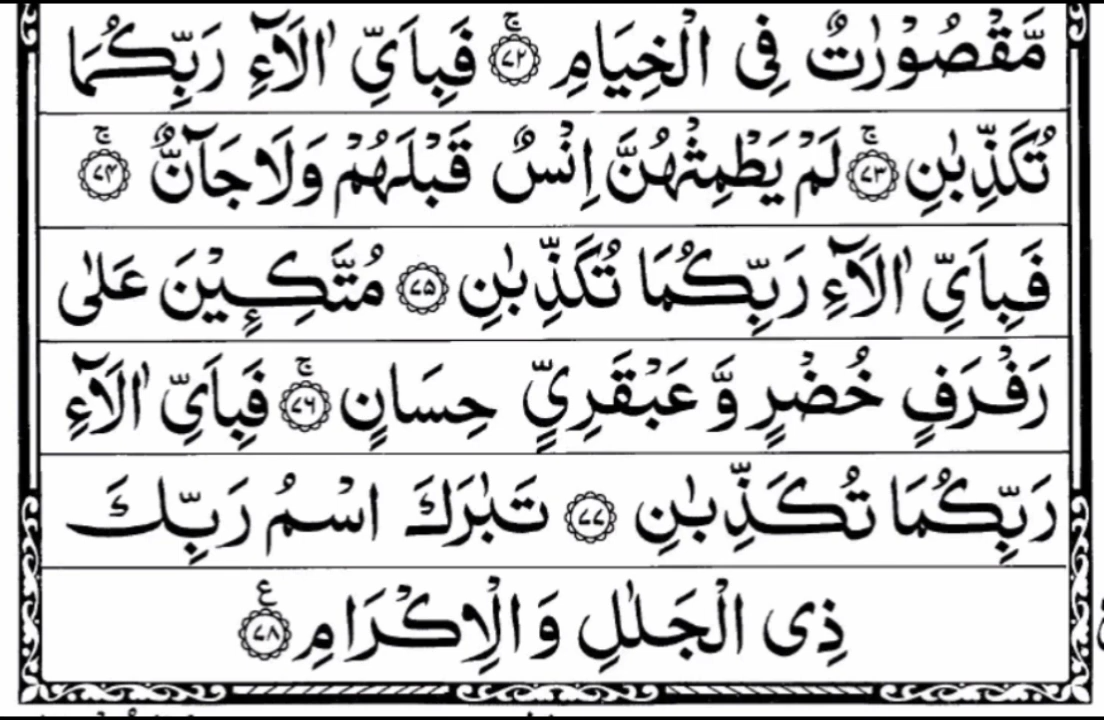 مَّقْصُوْرٰتٌ فِی الْخِیَامِ ۚ‏﴿۷۲﴾ فَبِاَیِّ اٰلَآءِ رَبِّكُمَا
تُكَذِّبٰنِ ۚ‏﴿۷۳﴾ لَمْ یَطْمِثْهُنَّ اِنْسٌ قَبْلَهُمْ وَلَا جَآنٌّ ۚ‏﴿۷۴﴾
فَبِاَیِّ اٰلَآءِ رَبِّكُمَا تُكَذِّبٰنِ ﴿۷۵﴾ مُتَّكِـِٕیْنَ عَلٰی
رَفْرَفٍ خُضْرٍ وَّ عَبْقَرِیٍّ حِسَانٍ ۚ‏﴿۷۶﴾ فَبِاَیِّ اٰلَآءِ
رَبِّكُمَا تُكَذِّبٰنِ ﴿۷۷﴾ تَبٰرَكَ اسْمُ رَبِّكَ
ذِی الْجَلٰلِ وَ الْاِكْرَامِ ﴿۷۸﴾ ع